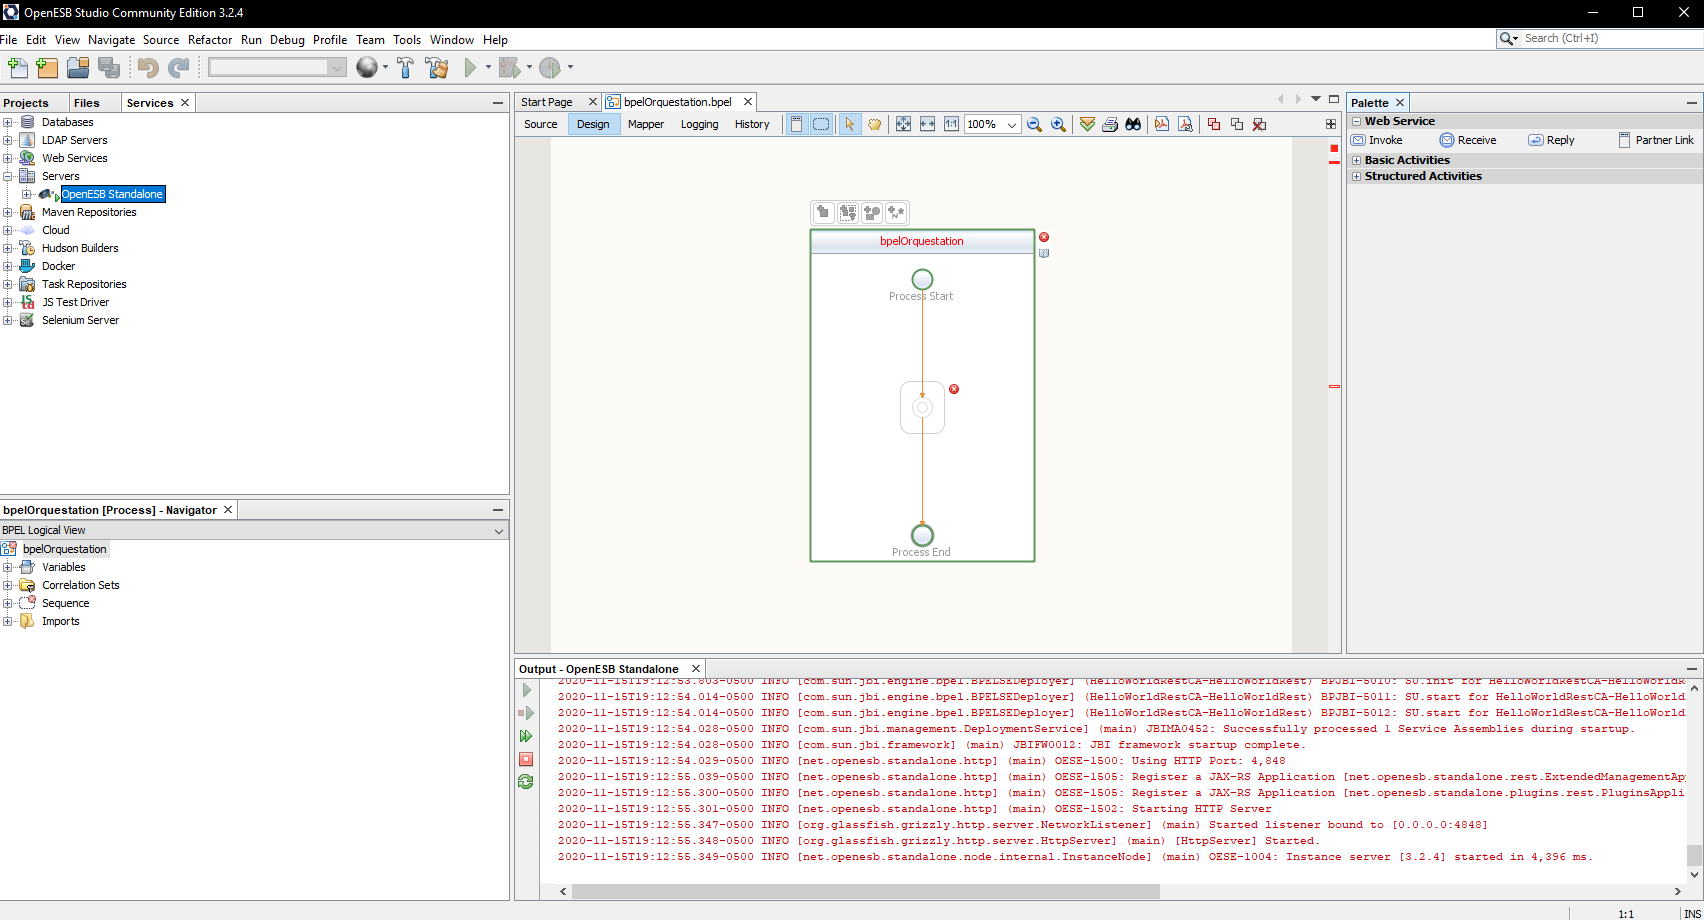 OpenESB Studio Community Edition 3.2.4
File Edit View Navigate Source Refactor Run Debug Profile Team Tools Window Help
Search (Ctrl+I)
Projects Files Services
Databases
LDAP Servers
Web Services
Servers
OpenESB Standalone
Maven Repositories
Cloud
Hudson Builders
Docker
Task Repositories
JS Test Driver
Selenium Server
bpelOrquestation [Process] - Navigator
BPEL Logical View
bpelOrquestation
Variables
Correlation Sets
Sequence
Imports
Start Page bpelOrquestation.bpel
Source Design Mapper Logging History 100%
bpelOrquestation
Process Start
Process End
Palette
Web Service
Invoke Receive Reply Partner Link
Basic Activities
Structured Activities
Output - OpenESB Standalone
2020-11-15T19:12:53.803-0500 INFO [com.sun.jbi.engine.bpel.BPELSEDeployer] (HelloWorldRestCA-HelloWorldRest) BPJBI-5010: SU.init for HelloWorldRestCA-HelloWorldR
2020-11-15T19:12:54.014-0500 INFO [com.sun.jbi.engine.bpel.BPELSEDeployer] (HelloWorldRestCA-HelloWorldRest) BPJBI-5011: SU.start for HelloWorldRestCA-HelloWorld
2020-11-15T19:12:54.014-0500 INFO [com.sun.jbi.engine.bpel.BPELSEDeployer] (HelloWorldRestCA-HelloWorldRest) BPJBI-5012: SU.start for HelloWorldRestCA-HelloWorld
2020-11-15T19:12:54.028-0500 INFO [com.sun.jbi.management.DeploymentService] (main) JBIMA0452: Successfully processed 1 Service Assemblies during startup.
2020-11-15T19:12:54.028-0500 INFO [com.sun.jbi.framework] (main) JBIFW0012: JBI framework startup complete.
2020-11-15T19:12:54.029-0500 INFO [net.openesb.standalone.http] (main) OESE-1500: Using HTTP Port: 4,848
2020-11-15T19:12:55.039-0500 INFO [net.openesb.standalone.http] (main) OESE-1505: Register a JAX-RS Application [net.openesb.standalone.rest.ExtendedManagementAp
2020-11-15T19:12:55.300-0500 INFO [net.openesb.standalone.http] (main) OESE-1505: Register a JAX-RS Application [net.openesb.standalone.plugins.rest.PluginsAppli
2020-11-15T19:12:55.301-0500 INFO [net.openesb.standalone.http] (main) OESE-1502: Starting HTTP Server
2020-11-15T19:12:55.347-0500 INFO [org.glassfish.grizzly.http.server.NetworkListener] (main) Started listener bound to [0.0.0.0:4848]
2020-11-15T19:12:55.348-0500 INFO [org.glassfish.grizzly.http.server.HttpServer] (main) [HttpServer] Started.
2020-11-15T19:12:55.349-0500 INFO [net.openesb.standalone.node.internal.InstanceNode] (main) OESE-1004: Instance server [3.2.4] started in 4,396 ms.
1:1 INS